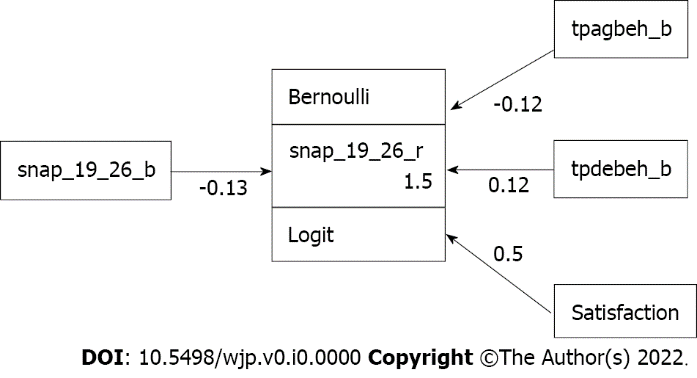 tpagbeh_b
Bernoulli
-0.12
snap_19_26_b
-0.13
snap_19_26_r
1.5
tpdebeh_b
0.12
Logit
0.5
Satisfaction
DOI: 10.5498/wjp.v0.i0.0000 Copyright ©The Author(s) 2022.